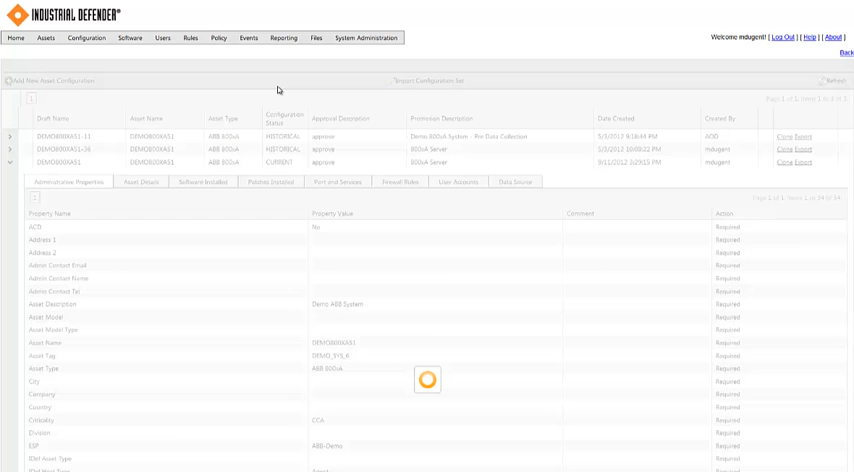 INDUSTRIAL DEFENDER®
Home Assets Configuration Software Users Rules Policy Events Reporting Files System Administration
Welcome mdugent! [ Log Out ] [ Help ] [ About ]
Back
Add New Asset Configuration Import Configuration Set Refresh
1 Page 1 of 1, Items 1 to 3 of 3.
Draft Name Asset Name Asset Type Configuration Status Approval Description Promotion Description Date Created Created By
DEMO800XAS1-11 DEMO800XAS1 ABB 800xA HISTORICAL approve Demo 800xA System - Pre Data Collection 5/3/2012 9:18:44 PM ACD Clone Export
DEMO800XAS1-36 DEMO800XAS1 ABB 800xA HISTORICAL approve 800xA Server 5/3/2012 10:09:22 PM mdugent Clone Export
DEMO800XAS1 DEMO800XAS1 ABB 800xA CURRENT approve 800xA Server 9/11/2012 3:29:15 PM mdugent Clone Export
Administrative Properties Asset Details Software Installed Patches Installed Port and Services Firewall Rules User Accounts Data Source
1 Page 1 of 1, Items 1 to 34 of 34.
Property Name Property Value Comment Action
ACD No Required
Address 1 Required
Address 2 Required
Admin Contact Email Required
Admin Contact Name Required
Admin Contact Tel Required
Asset Description Demo ABB System Required
Asset Model Required
Asset Model Type Required
Asset Name DEMO800XAS1 Required
Asset Tag DEMO_SYS_6 Required
Asset Type ABB 800xA Required
City Required
Company Required
Country Required
Criticality CCA Required
Division Required
ESP ABB-Demo Required
IDef Asset Type Required
IDef Host Type Agent Required